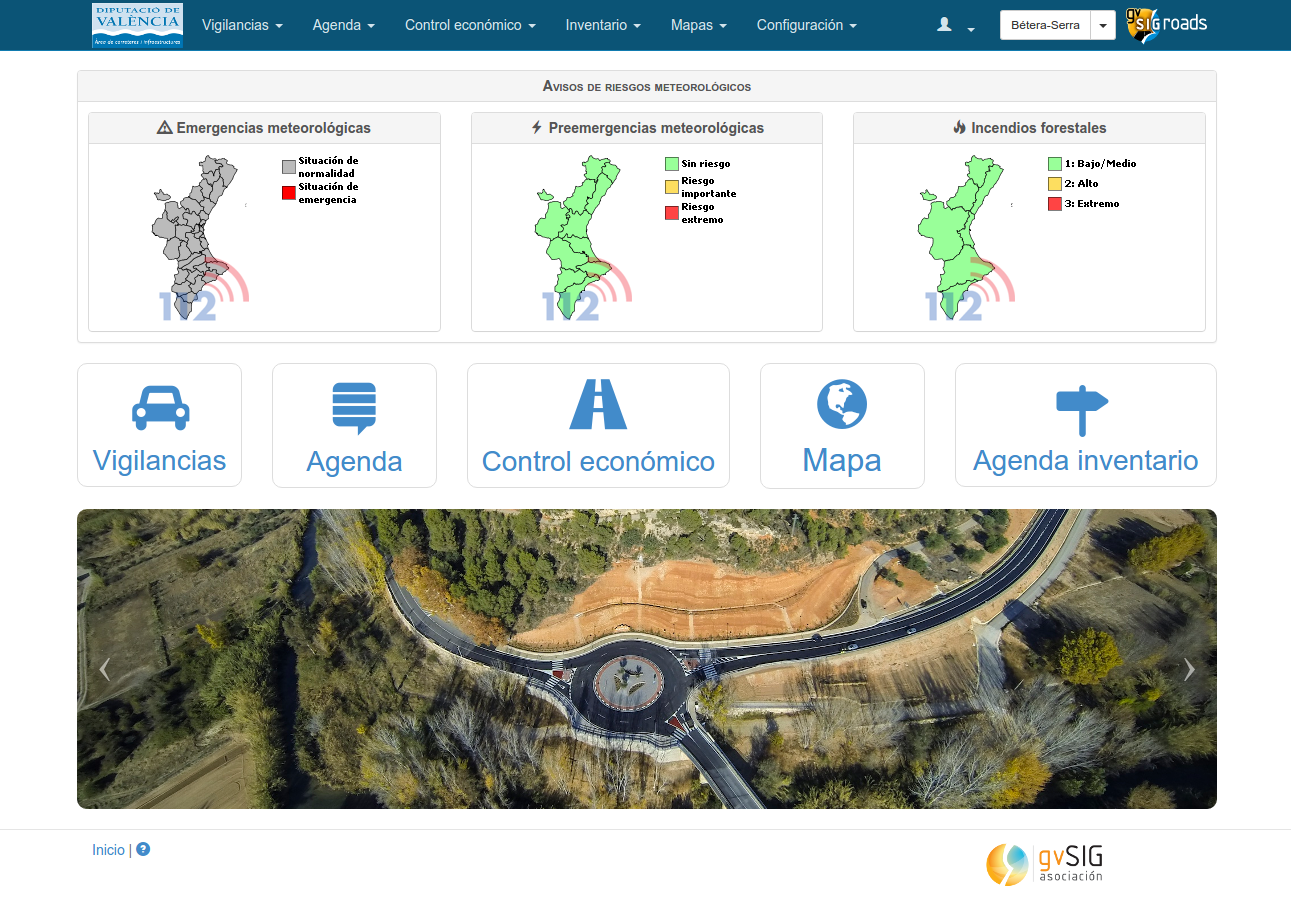 DIPUTACIÓ DE
VALÈNCIA
Àrea de carreteres i infraestructures
Vigilancias
Agenda
Control económico
Inventario
Mapas
Configuración
Bétera-Serra
gvSIG roads
Avisos de riesgos meteorológicos
Emergencias meteorológicas
Situación de
normalidad
Situación de
emergencia
112
Preemergencias meteorológicas
Sin riesgo
Riesgo
importante
Riesgo
extremo
112
Incendios forestales
1: Bajo/Medio
2: Alto
3: Extremo
112
Vigilancias
Agenda
Control económico
Mapa
Agenda inventario
Inicio | ?
gvSIG
asociación